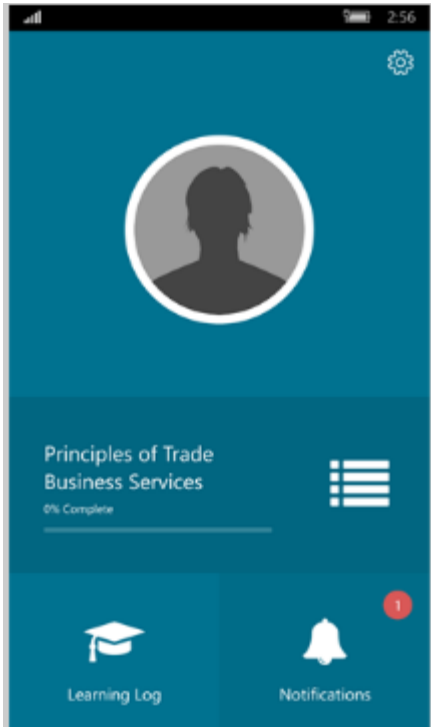 2:56
Principles of Trade
Business Services
0% Complete
1
Learning Log
Notifications